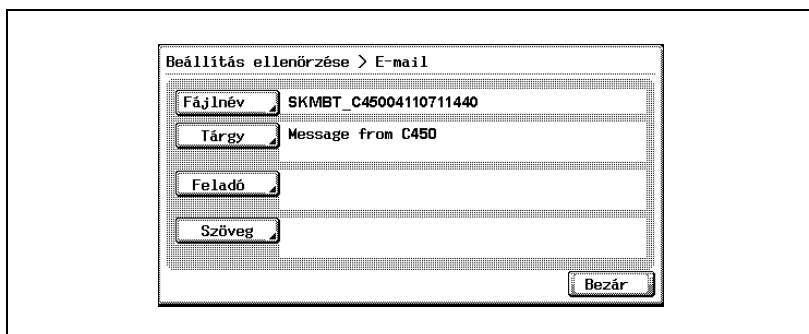 Beállítás ellenőrzése > E-mail
Fájlnév SKMBT_C45004110711440
Tárgy Message from C450
Feladó
Szöveg
Bezár